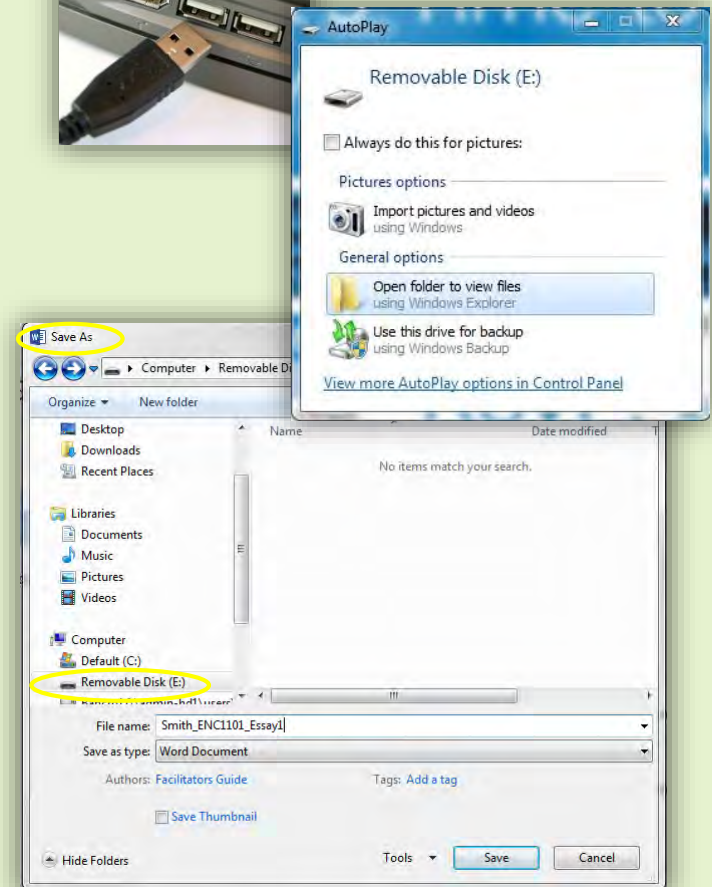 AutoPlay
Removable Disk (E:)
Always do this for pictures:
Pictures options
Import pictures and videos
using Windows
General options
Open folder to view files
using Windows Explorer
Use this drive for backup
using Windows Backup
View more AutoPlay options in Control Panel
Save As
Computer Removable Di
Organize New folder
Name Date modified T
Desktop
Downloads
Recent Places
No items match your search.
Libraries
Documents
Music
Pictures
Videos
Computer
Default (C:)
Removable Disk (E:)
File name: Smith_ENC1101_Essay1
Save as type: Word Document
Authors: Facilitators Guide Tags: Add a tag
Save Thumbnail
Hide Folders Tools Save Cancel